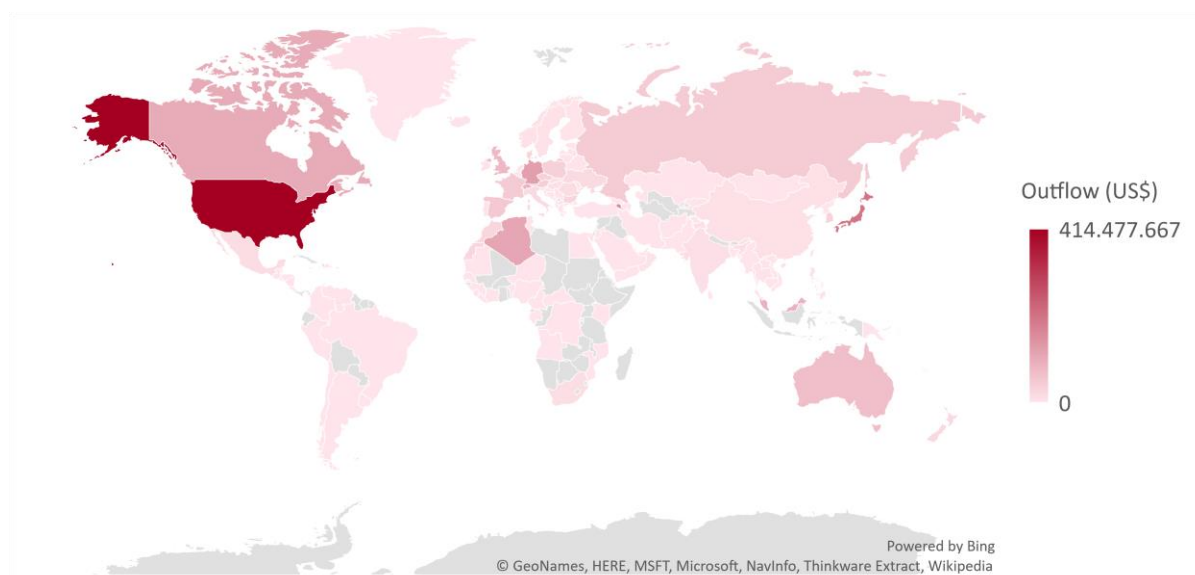 Outflow (US$)
414.477.667
0
Powered by Bing
© GeoNames, HERE, MSFT, Microsoft, NavInfo, Thinkware Extract, Wikipedia